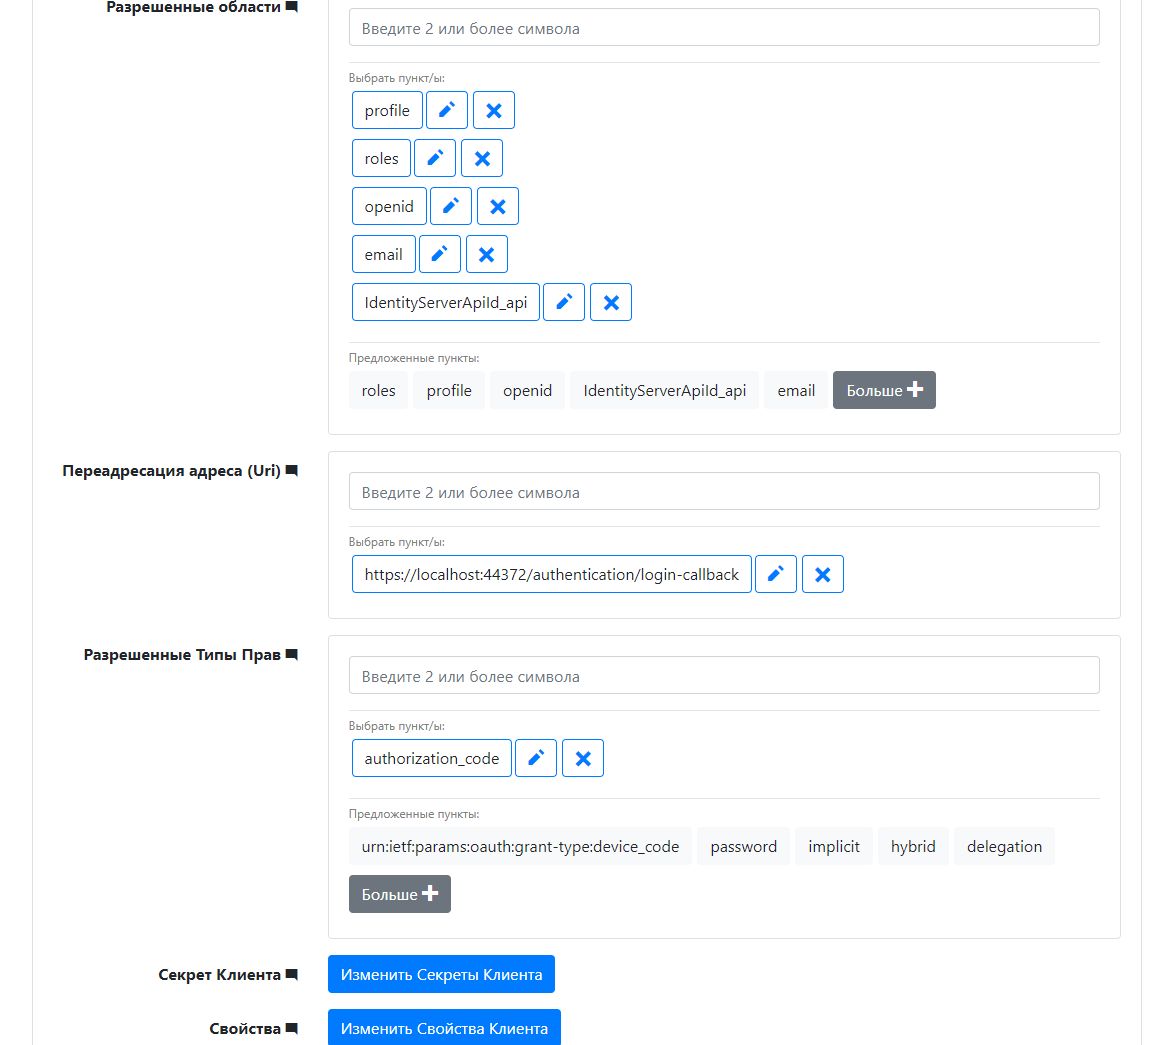 Разрешенные области
Введите 2 или более символа
Выбрать пункт/ы:
profile
roles
openid
email
IdentityServerApiId_api
Предложенные пункты:
roles profile openid IdentityServerApiId_api email Больше
Переадресация адреса (Uri)
Введите 2 или более символа
Выбрать пункт/ы:
https://localhost:44372/authentication/login-callback
Разрешенные Типы Прав
Введите 2 или более символа
Выбрать пункт/ы:
authorization_code
Предложенные пункты:
urn:ietf:params:oauth:grant-type:device_code password implicit hybrid delegation
Больше
Секрет Клиента Изменить Секреты Клиента
Свойства Изменить Свойства Клиента